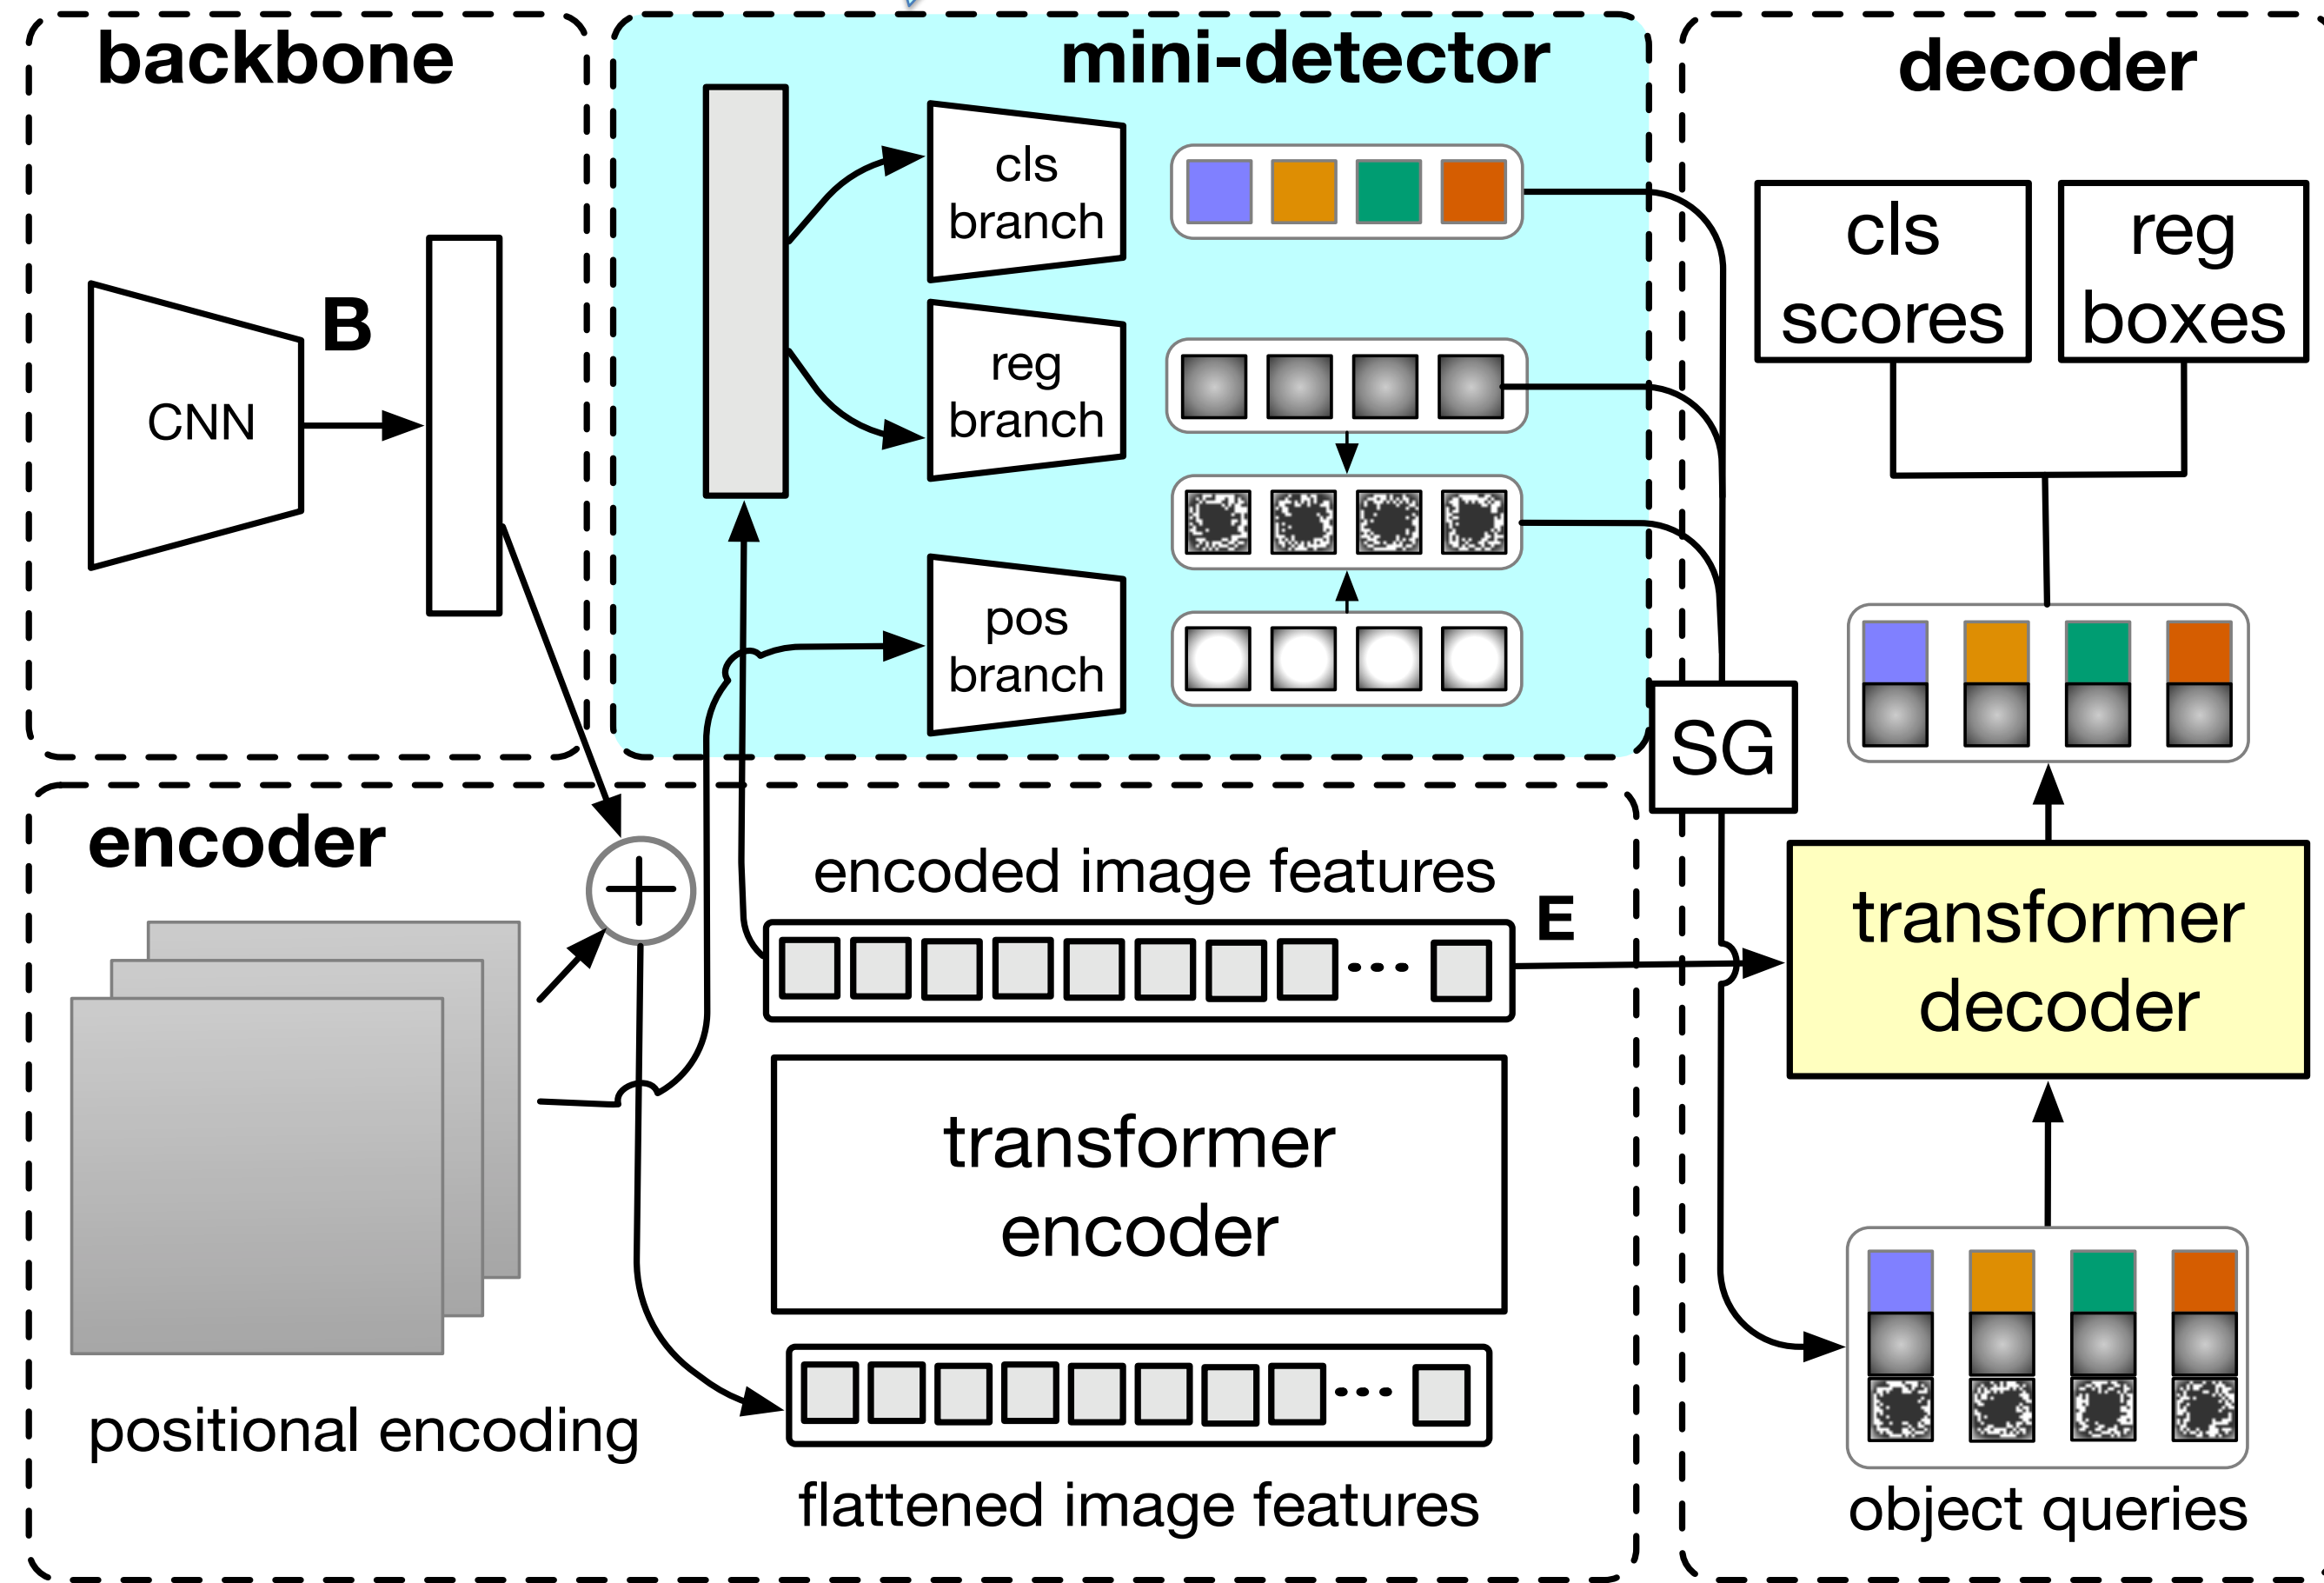 backbone
B
CNN
mini-detector
cls
branch
reg
branch
pos
branch
decoder
cls
scores
reg
boxes
SG
encoder
encoded image features
E
transformer
encoder
positional encoding
flattened image features
transformer
decoder
object queries